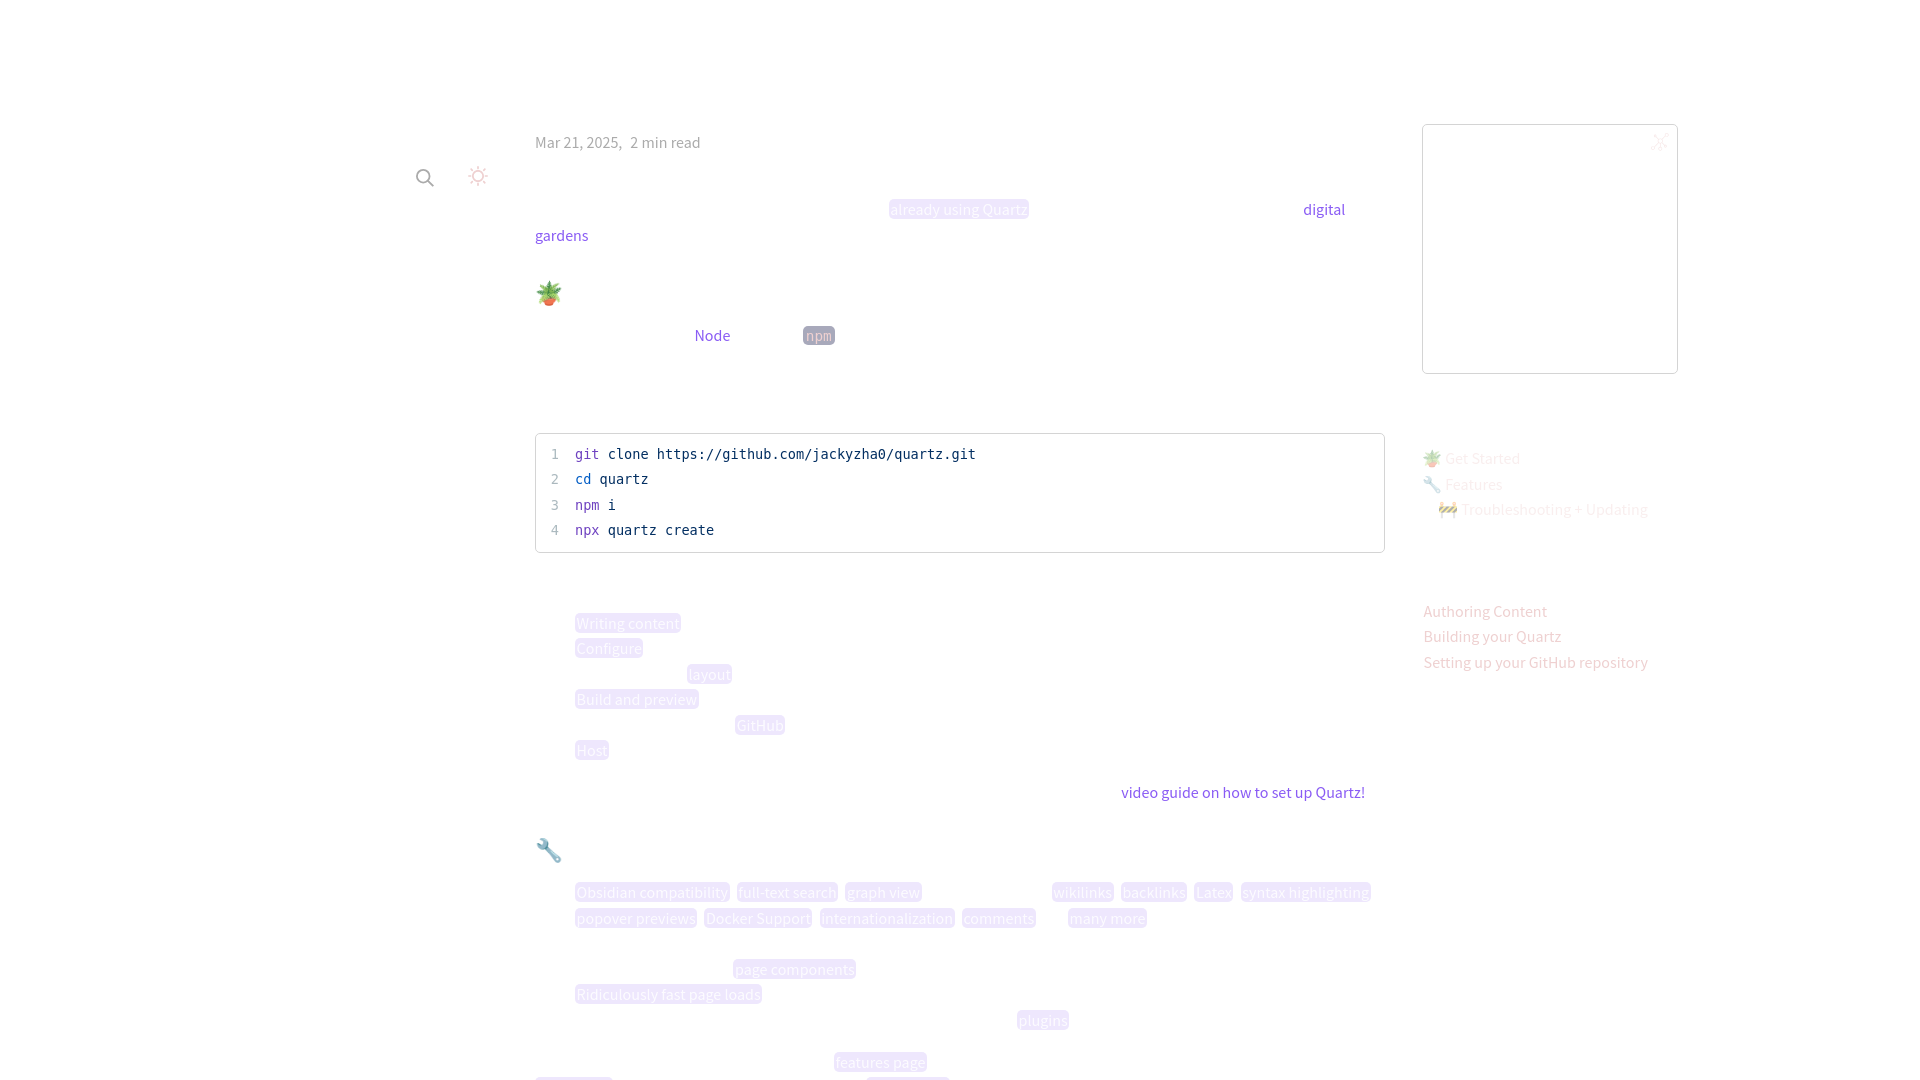 Mar 21, 2025, 2 min read
already using Quartz digital
gardens
Node npm
1 git clone https://github.com/jackyzha0/quartz.git
2 cd quartz
3 npm i
4 npx quartz create
Writing content
Configure
layout
Build and preview
GitHub
Host
video guide on how to set up Quartz!
Obsidian compatibility full-text search graph view wikilinks backlinks Latex syntax highlighting
popover previews Docker Support internationalization comments many more
page components
Ridiculously fast page loads
plugins
features page
Get Started
Features
Troubleshooting + Updating
Authoring Content
Building your Quartz
Setting up your GitHub repository